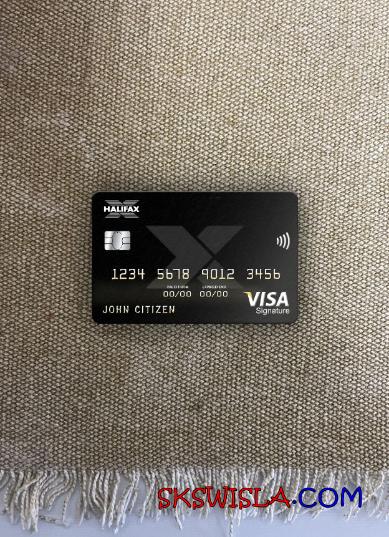 HALIFAX
1234 5678 9012 3456
00/00 00/00
JOHN CITIZEN
VISA
Signature
SKSWISLA.COM